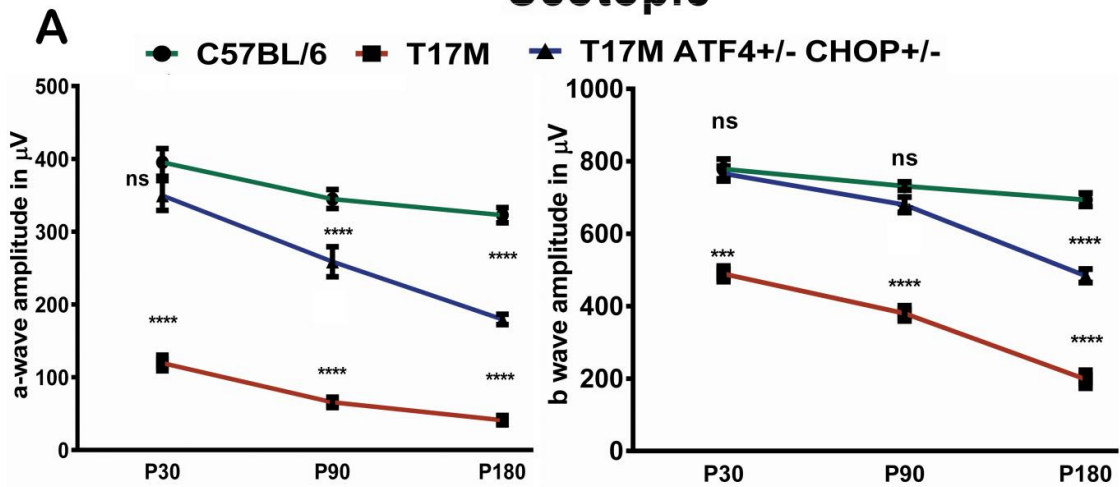 A
C57BL/6 T17M T17M ATF4+/- CHOP+/-
a-wave amplitude in μV
500
400
300
200
100
0
ns
****
****
****
****
****
P30 P90 P180
b wave amplitude in μV
1000
800
600
400
200
0
ns
ns
****
***
****
****
P30 P90 P180